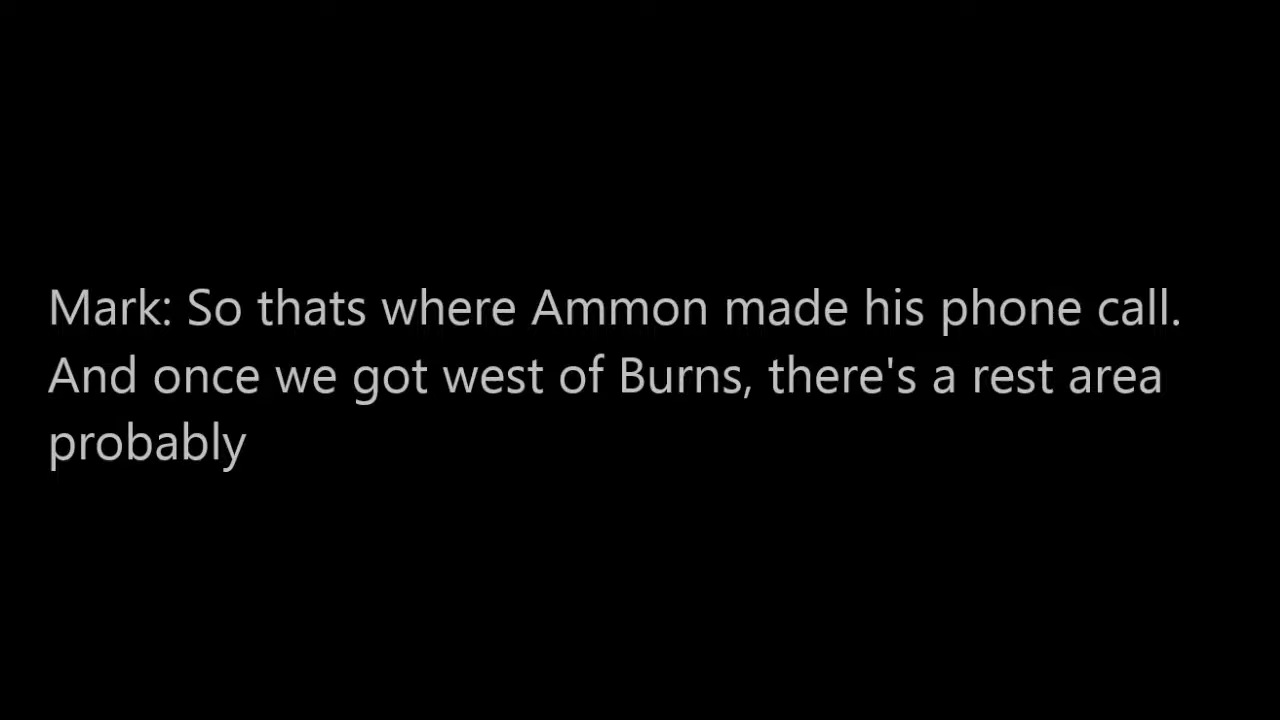 Mark: So thats where Ammon made his phone call.
And once we got west of Burns, there's a rest area
probably